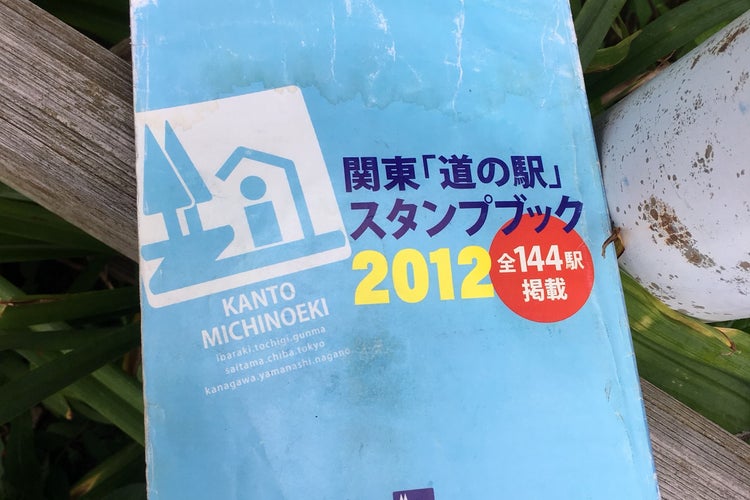 関東「道の駅」
スタンプブック
2012
全144駅
掲載
KANTO
MICHINOEKI
ibaraki.tochigi.gunma
saitama.chiba.tokyo
kanagawa.yamanashi.nagano